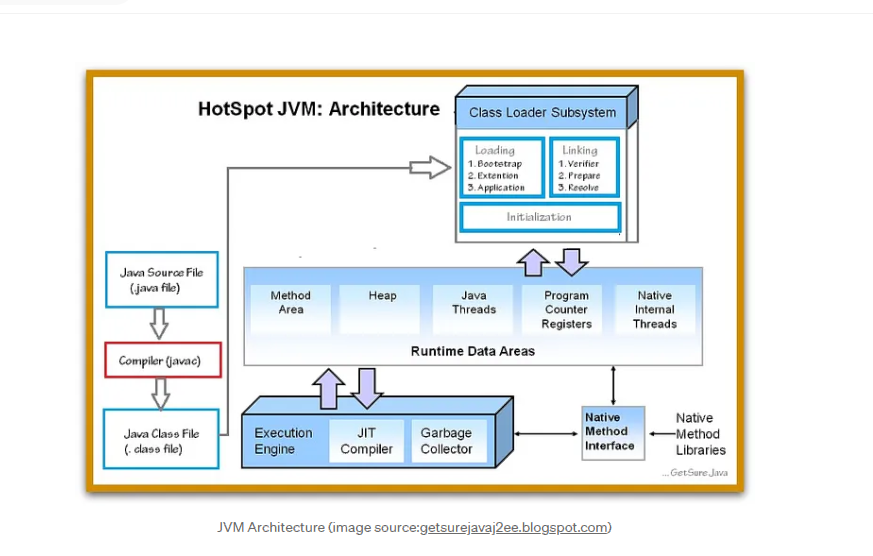 HotSpot JVM: Architecture
Class Loader Subsystem
Loading
1. Bootstrap
2. Extention
3. Application
Linking
1. Verifier
2. Prepare
3. Resolve
Initialization
Java Source File
(.java file)
Compiler (javac)
Java Class File
(. class file)
Method
Area
Heap
Java
Threads
Program
Counter
Registers
Native
Internal
Threads
Runtime Data Areas
Execution
Engine
JIT
Compiler
Garbage
Collector
Native
Method
Interface
Native
Method
Libraries
...GetSureJava
JVM Architecture (image source:getsurejavaj2ee.blogspot.com)